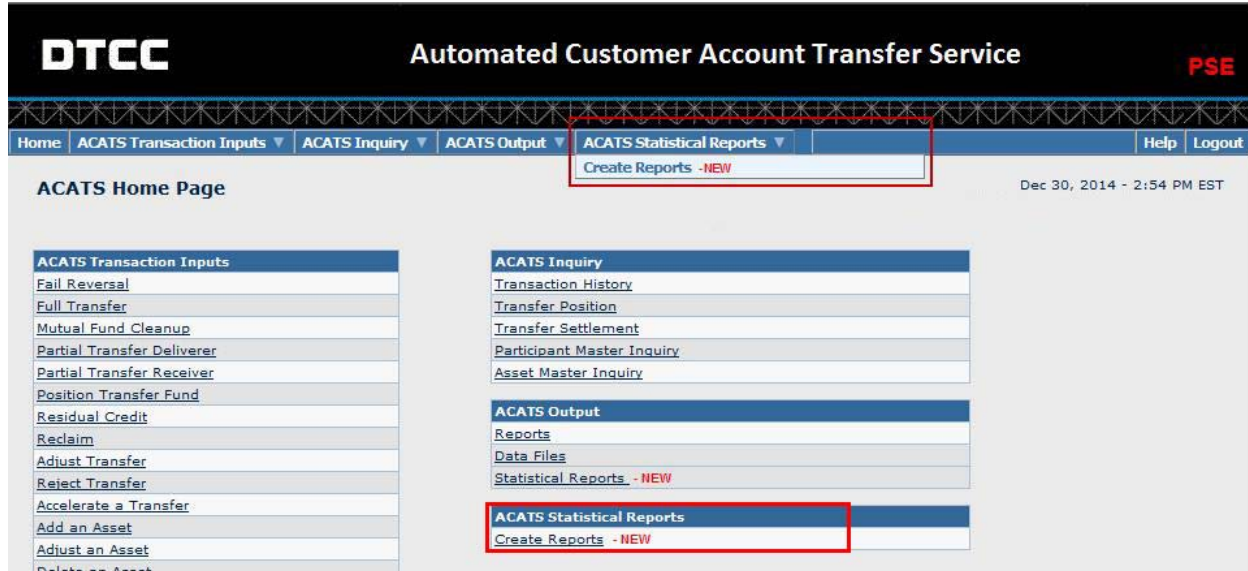 DTCC
Automated Customer Account Transfer Service
PSE
Home ACATS Transaction Inputs ACATS Inquiry ACATS Output ACATS Statistical Reports Help Logout
Create Reports -NEW
ACATS Home Page
Dec 30, 2014 - 2:54 PM EST
ACATS Transaction Inputs
Fail Reversal
Full Transfer
Mutual Fund Cleanup
Partial Transfer Deliverer
Partial Transfer Receiver
Position Transfer Fund
Residual Credit
Reclaim
Adjust Transfer
Reject Transfer
Accelerate a Transfer
Add an Asset
Adjust an Asset
Delete an Asset
ACATS Inquiry
Transaction History
Transfer Position
Transfer Settlement
Participant Master Inquiry
Asset Master Inquiry
ACATS Output
Reports
Data Files
Statistical Reports - NEW
ACATS Statistical Reports
Create Reports - NEW